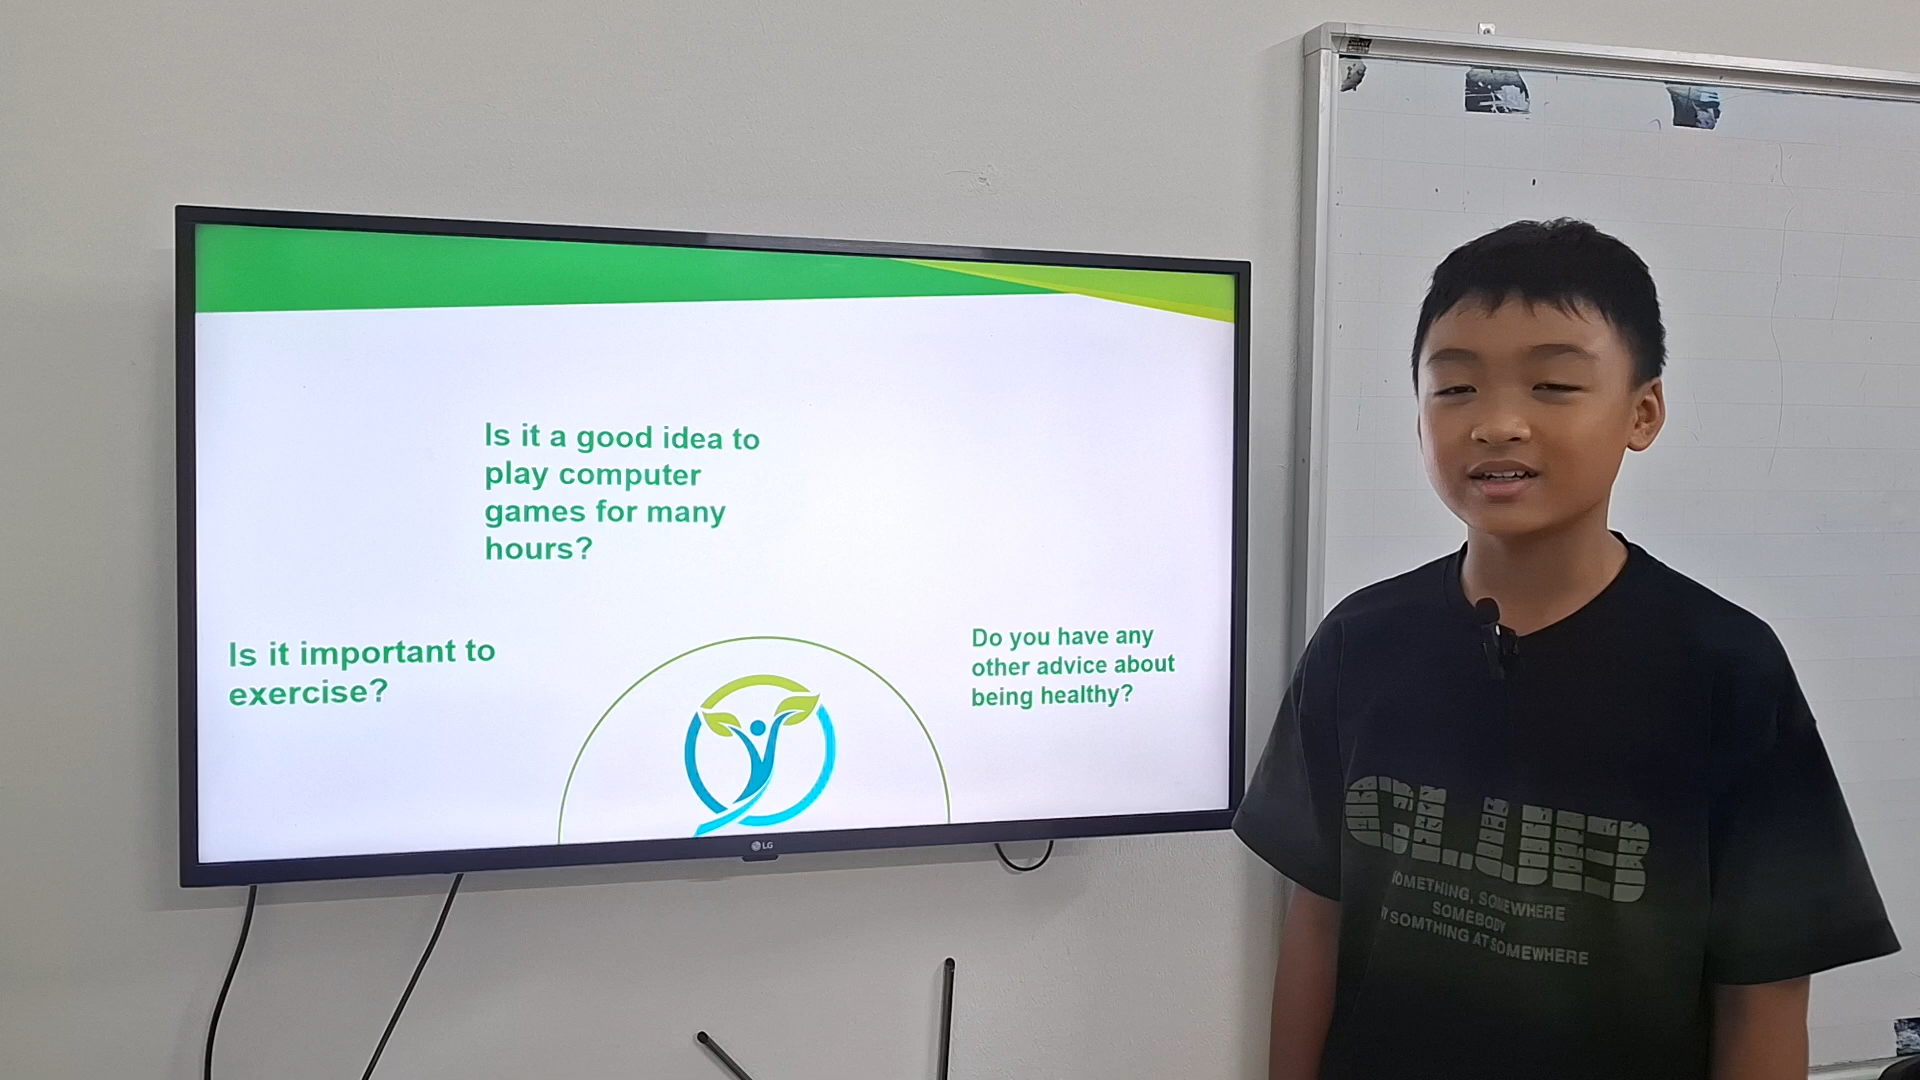 Is it a good idea to
play computer
games for many
hours?
Is it important to
exercise?
Do you have any
other advice about
being healthy?
LG
CLUB
SOMETHING, SOMEWHERE
SOMEBODY
SOMTHING AT SOMEWHERE